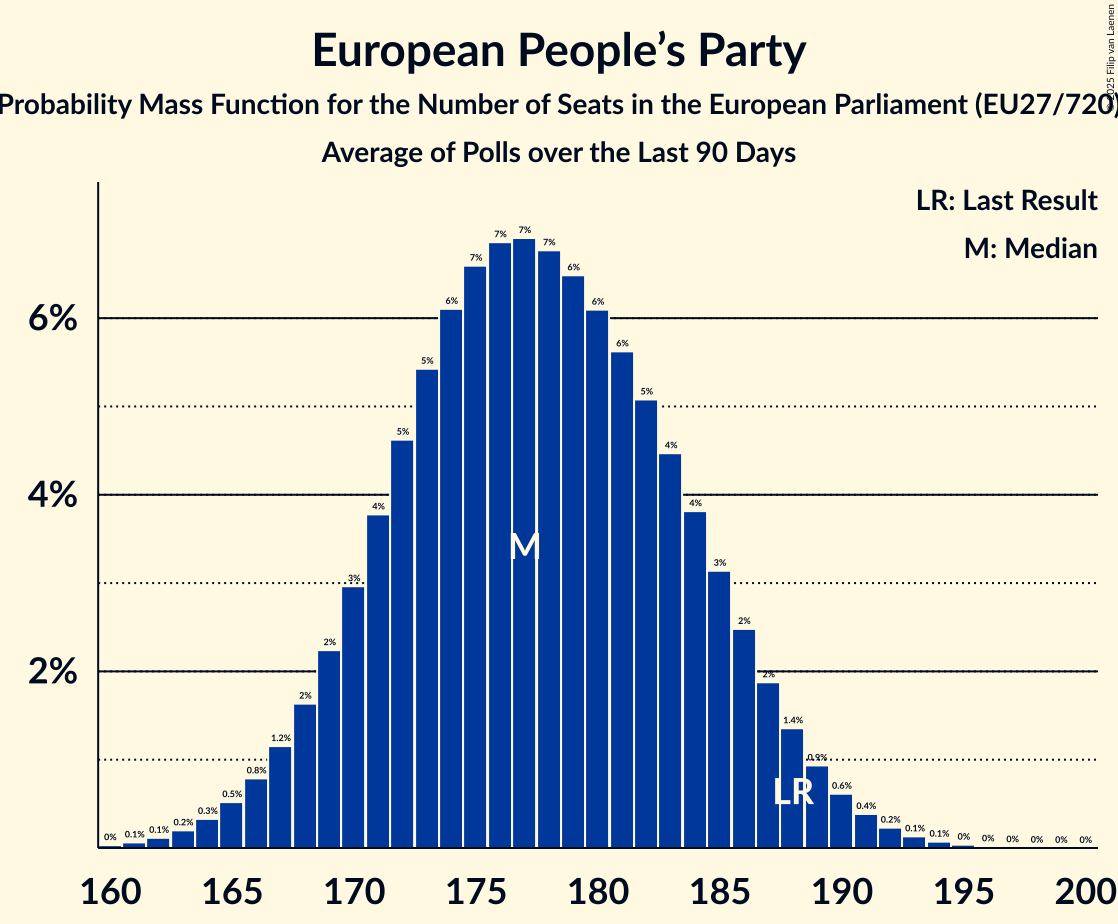 European People’s Party
Probability Mass Function for the Number of Seats in the European Parliament (EU27/720)
Average of Polls over the Last 90 Days
© 2025 Filip van Laenen
LR: Last Result
M: Median
6%
4%
2%
0% 0.1% 0.1% 0.2% 0.3% 0.5% 0.8% 1.2% 2% 2% 3% 4% 5% 5% 6% 7% 7% 7% 7% 6% 6% 6% 5% 4% 4% 3% 2% 2% 1.4% 0.9% 0.6% 0.4% 0.2% 0.1% 0.1% 0% 0% 0% 0% 0% 0%
M
LR
160 165 170 175 180 185 190 195 200